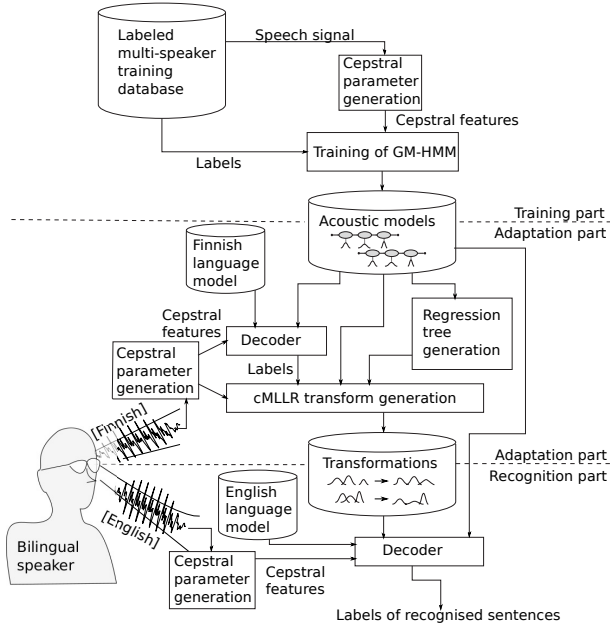 Labeled
multi-speaker
training
database
Speech signal
Cepstral
parameter
generation
Cepstral features
Labels
Training of GM-HMM
Training part
Adaptation part
Acoustic models
Finnish
language
model
Cepstral
features
Decoder
Regression
tree
generation
Cepstral
parameter
generation
Labels
cMLLR transform generation
[Finnish]
Transformations
Adaptation part
Recognition part
English
language
model
[English]
Bilingual
speaker
Decoder
Cepstral
parameter
generation
Cepstral
features
Labels of recognised sentences